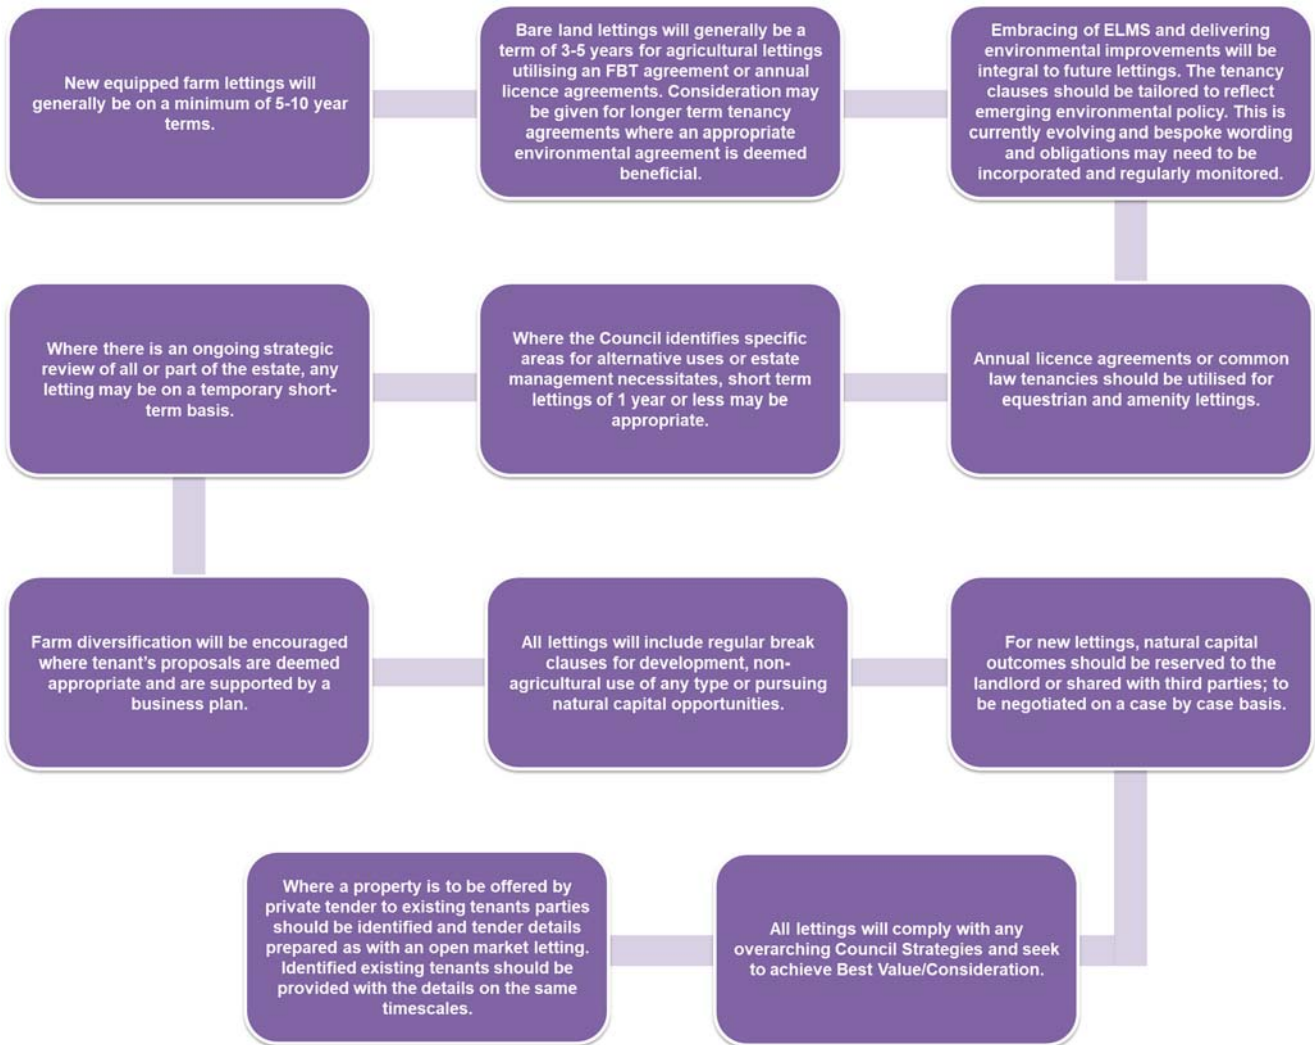 New equipped farm lettings will
generally be on a minimum of 5-10 year
terms.
Bare land lettings will generally be a
term of 3-5 years for agricultural lettings
utilising an FBT agreement or annual
licence agreements. Consideration may
be given for longer term tenancy
agreements where an appropriate
environmental agreement is deemed
beneficial.
Embracing of ELMS and delivering
environmental improvements will be
integral to future lettings. The tenancy
clauses should be tailored to reflect
emerging environmental policy. This is
currently evolving and bespoke wording
and obligations may need to be
incorporated and regularly monitored.
Annual licence agreements or common
law tenancies should be utilised for
equestrian and amenity lettings.
Where the Council identifies specific
areas for alternative uses or estate
management necessitates, short term
lettings of 1 year or less may be
appropriate.
Where there is an ongoing strategic
review of all or part of the estate, any
letting may be on a temporary short-
term basis.
Farm diversification will be encouraged
where tenant's proposals are deemed
appropriate and are supported by a
business plan.
All lettings will include regular break
clauses for development, non-
agricultural use of any type or pursuing
natural capital opportunities.
For new lettings, natural capital
outcomes should be reserved to the
landlord or shared with third parties; to
be negotiated on a case by case basis.
All lettings will comply with any
overarching Council Strategies and seek
to achieve Best Value/Consideration.
Where a property is to be offered by
private tender to existing tenants parties
should be identified and tender details
prepared as with an open market letting.
Identified existing tenants should be
provided with the details on the same
timescales.